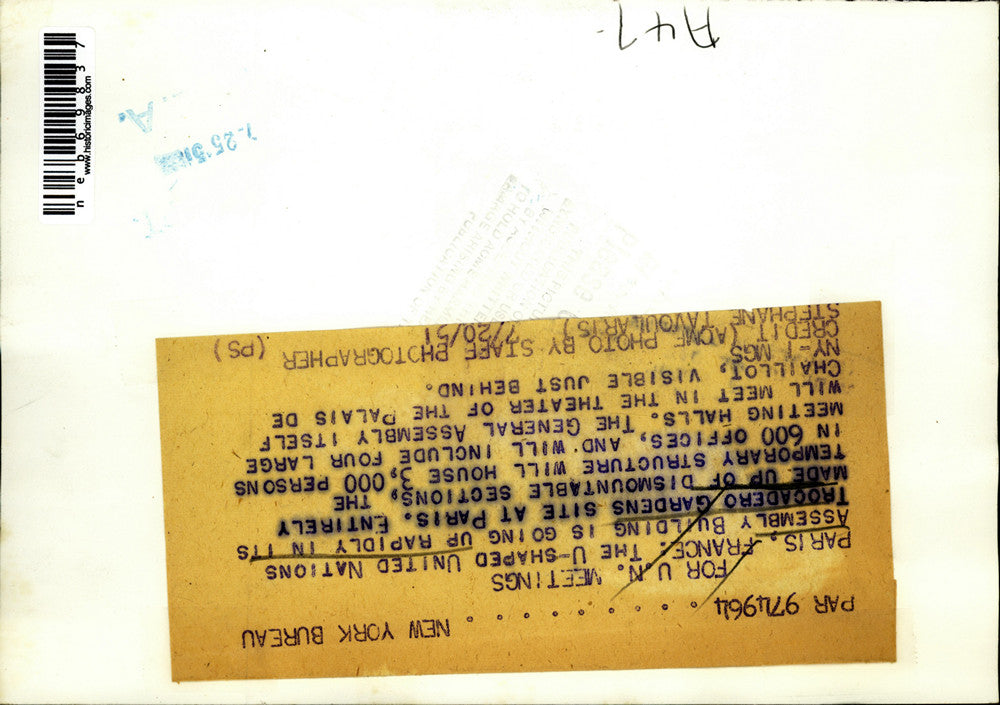 PAR 974964 . . . . . . . . . . NEW YORK BUREAU
FOR U.N. MEETINGS
PARIS, FRANCE. THE U-SHAPED UNITED NATIONS
ASSEMBLY BUILDING IS GOING UP RAPIDLY IN ITS
TROCADERO GARDENS SITE AT PARIS. ENTIRELY
MADE UP OF DISMOUNTABLE SECTIONS, THE
TEMPORARY STRUCTURE WILL HOUSE 3,000 PERSONS
IN 600 OFFICES, AND WILL INCLUDE FOUR LARGE
MEETING HALLS. THE GENERAL ASSEMBLY ITSELF
WILL MEET IN THE THEATER OF THE PALAIS DE
CHAILLOT, VISIBLE JUST BEHIND.
NY-1 MGS
CREDIT (ACME PHOTO BY STAFF PHOTOGRAPHER
STEPHANE TAVOULARIS) 7/20/51 (PS)
A47-
7-25'51
A.
neb69837
www.historicimages.com